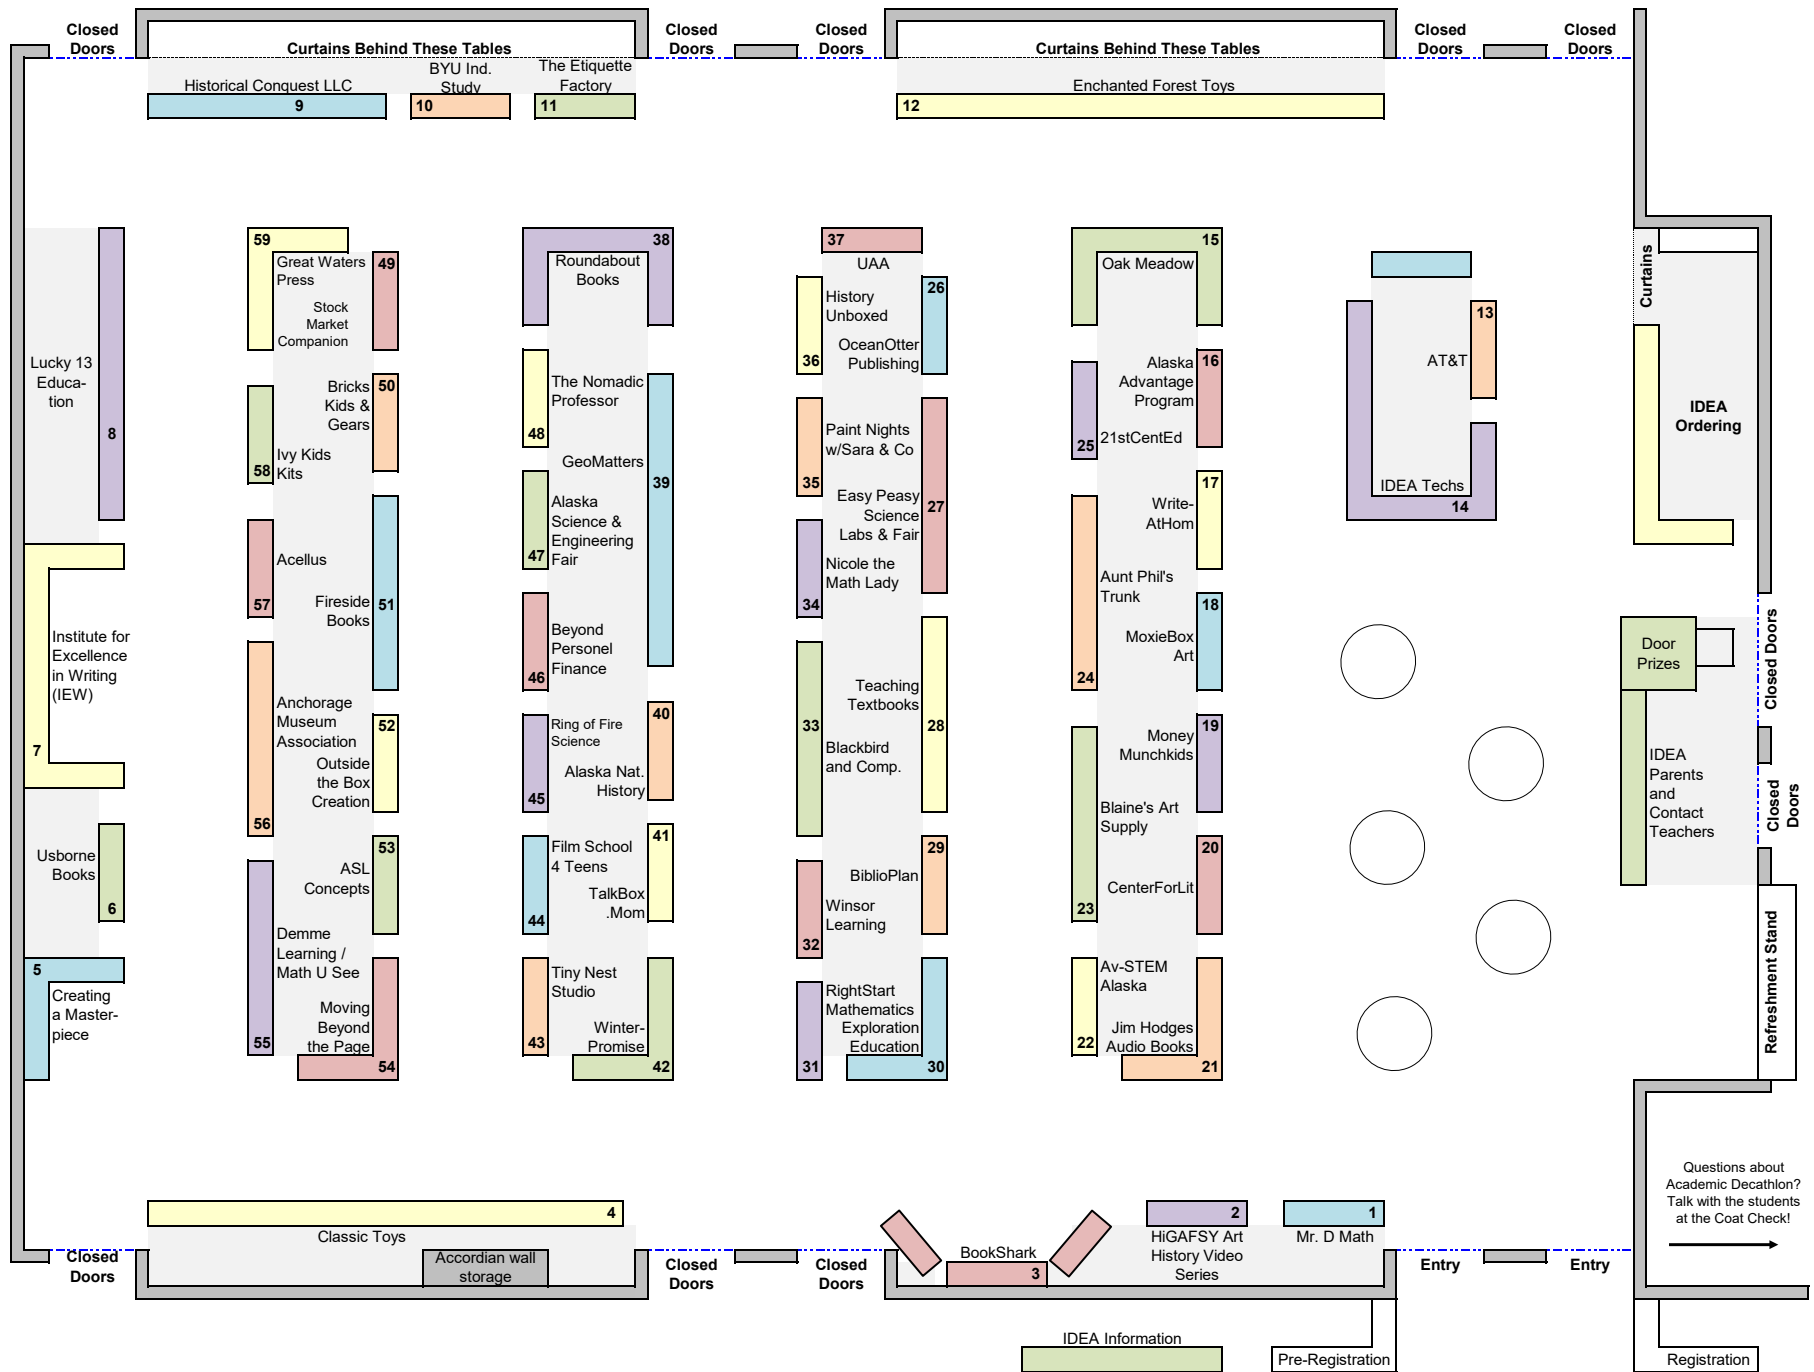 Closed
Doors
Curtains Behind These Tables
Closed
Doors
Closed
Doors
Curtains Behind These Tables
Closed
Doors
Closed
Doors
Historical Conquest LLC
9
BYU Ind.
Study
10
The Etiquette
Factory
11
Enchanted Forest Toys
12
Lucky 13
Educa-
tion
8
Institute for
Excellence
in Writing
(IEW)
7
Usborne
Books
6
5
Creating
a Master-
piece
59
Great Waters
Press
49
Stock
Market
Companion
Bricks
Kids &
Gears
50
58
Ivy Kids
Kits
Acellus
57
Fireside
Books
51
Anchorage
Museum
Association
56
52
Outside
the Box
Creation
53
ASL
Concepts
Demme
Learning /
Math U See
55
Moving
Beyond
the Page
54
38
Roundabout
Books
The Nomadic
Professor
48
GeoMatters
39
Alaska
Science &
Engineering
Fair
47
Beyond
Personel
Finance
46
40
Ring of Fire
Science
45
Alaska Nat.
History
41
Film School
4 Teens
44
TalkBox
.Mom
Tiny Nest
Studio
43
Winter-
Promise
42
37
UAA
26
History
Unboxed
36
OceanOtter
Publishing
Paint Nights
w/Sara & Co
35
Easy Peasy
Science
Labs & Fair
27
Nicole the
Math Lady
34
Teaching
Textbooks
28
33
Blackbird
and Comp.
29
BiblioPlan
Winsor
Learning
32
RightStart
Mathematics
31
Exploration
Education
30
15
Oak Meadow
Alaska
Advantage
Program
16
25
21stCentEd
17
Write-
AtHom
Aunt Phil's
Trunk
24
18
MoxieBox
Art
19
Money
Munchkids
Blaine's Art
Supply
23
20
CenterForLit
Av-STEM
Alaska
22
Jim Hodges
Audio Books
21
13
AT&T
IDEA Techs
14
Curtains
IDEA
Ordering
Door
Prizes
Closed Doors
IDEA
Parents
and
Contact
Teachers
Closed
Doors
Refreshment Stand
Questions about
Academic Decathlon?
Talk with the students
at the Coat Check!
4
Classic Toys
Accordian wall
storage
Closed
Doors
Closed
Doors
Closed
Doors
BookShark
3
2
HiGAFSY Art
History Video
Series
1
Mr. D Math
Entry
Entry
IDEA Information
Pre-Registration
Registration